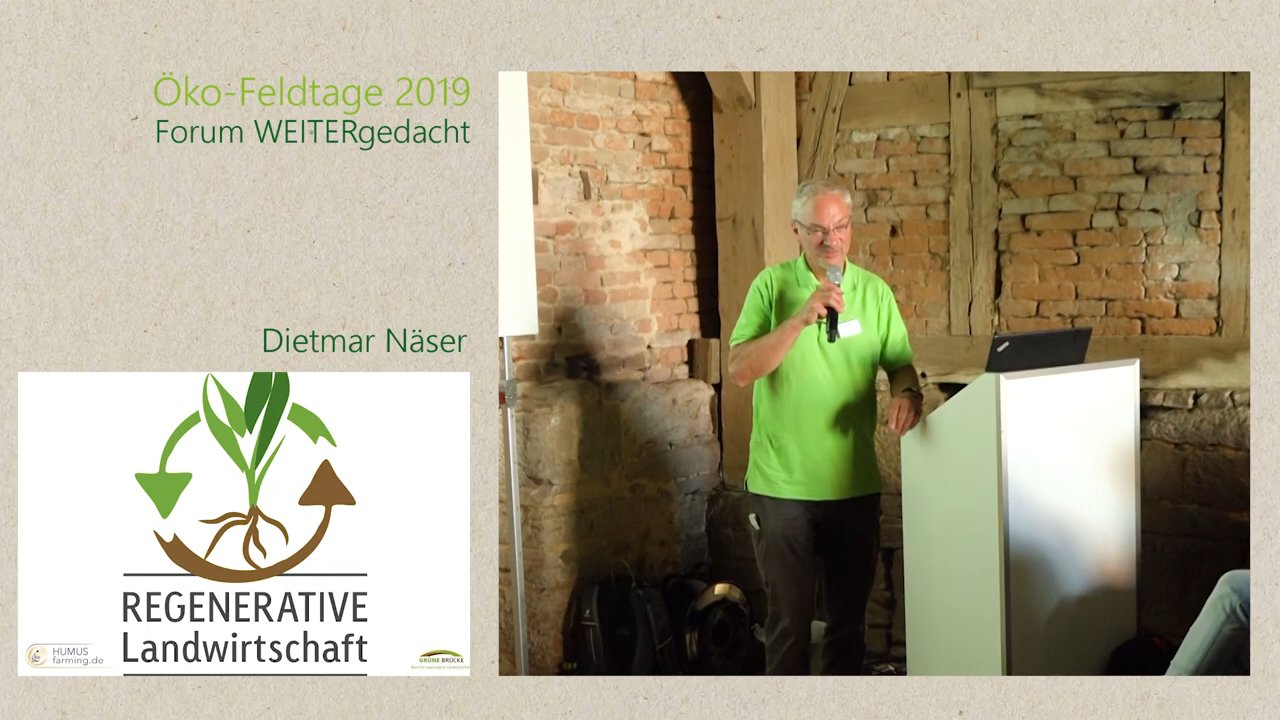 Öko-Feldtage 2019
Forum WEITERgedacht
Dietmar Näser
REGENERATIVE
Landwirtschaft
HUMUS
farming.de
GRÜNE BRÜCKE